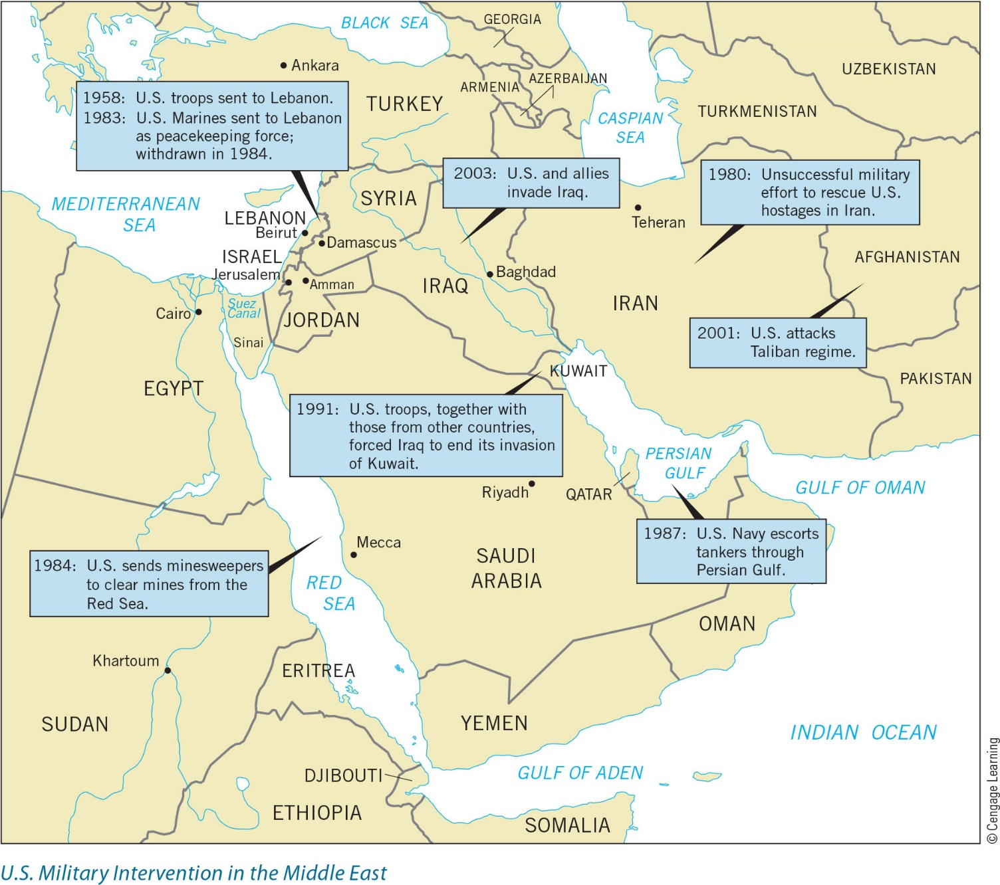 BLACK SEA
GEORGIA
Ankara
UZBEKISTAN
AZERBAIJAN
ARMENIA
1958: U.S. troops sent to Lebanon.
1983: U.S. Marines sent to Lebanon
as peacekeeping force;
withdrawn in 1984.
TURKEY
TURKMENISTAN
CASPIAN
SEA
2003: U.S. and allies
invade Iraq.
1980: Unsuccessful military
effort to rescue U.S.
hostages in Iran.
MEDITERRANEAN
SEA
SYRIA
LEBANON
Beirut
Teheran
Damascus
ISRAEL
Jerusalem
AFGHANISTAN
Baghdad
Amman
IRAQ
IRAN
Suez
Canal
Cairo
JORDAN
Sinai
2001: U.S. attacks
Taliban regime.
KUWAIT
PAKISTAN
EGYPT
1991: U.S. troops, together with
those from other countries,
forced Iraq to end its invasion
of Kuwait.
PERSIAN
GULF
Riyadh
QATAR
GULF OF OMAN
1987: U.S. Navy escorts
tankers through
Persian Gulf.
Mecca
SAUDI
ARABIA
1984: U.S. sends minesweepers
to clear mines from the
Red Sea.
RED
SEA
OMAN
Khartoum
ERITREA
SUDAN
YEMEN
INDIAN OCEAN
DJIBOUTI
GULF OF ADEN
ETHIOPIA
SOMALIA
© Cengage Learning
U.S. Military Intervention in the Middle East